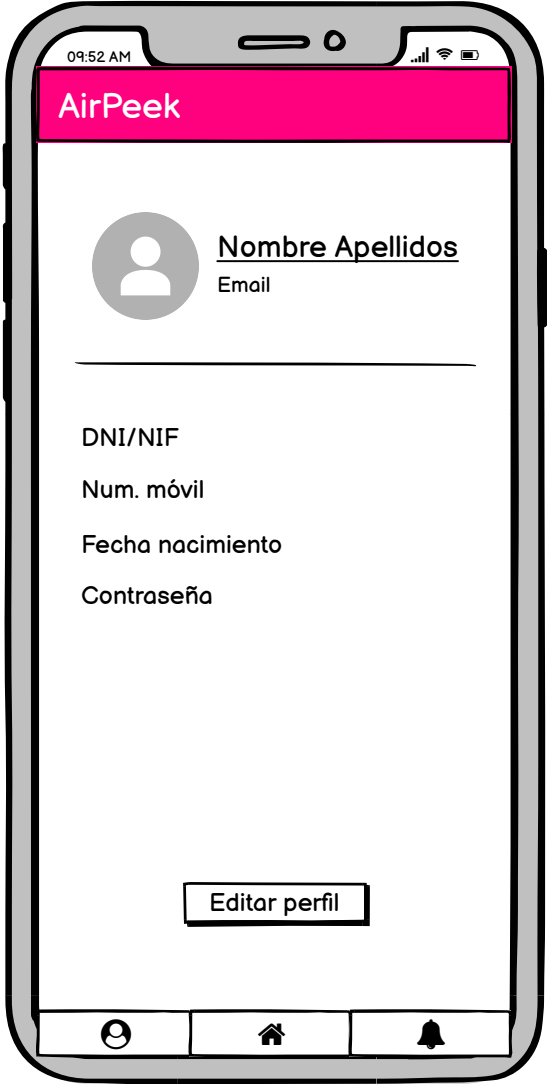 09:52 AM
AirPeek
Nombre Apellidos
Email
DNI/NIF
Num. móvil
Fecha nacimiento
Contraseña
Editar perfil